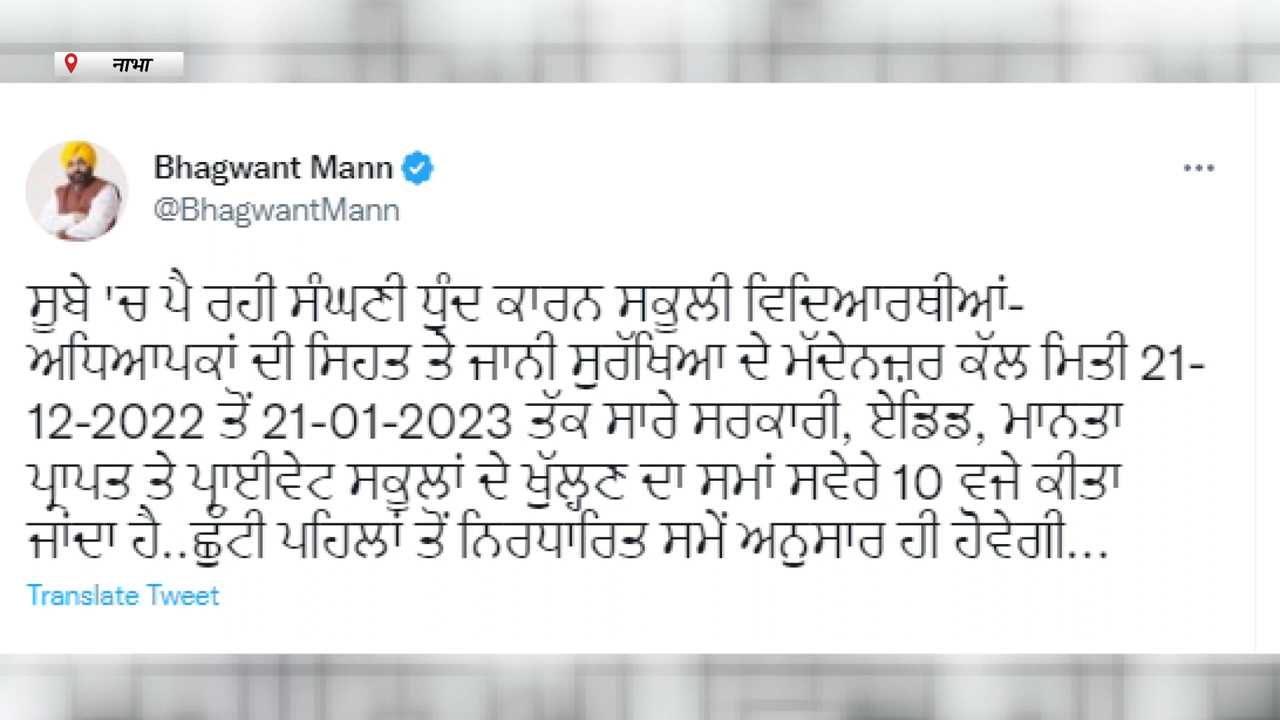 नाभा
Bhagwant Mann
@BhagwantMann
ਸੂਬੇ 'ਚ ਪੈ ਰਹੀ ਸੰਘਣੀ ਧੁੰਦ ਕਾਰਨ ਸਕੂਲੀ ਵਿਦਿਆਰਥੀਆਂ-
ਅਧਿਆਪਕਾਂ ਦੀ ਸਿਹਤ ਤੇ ਜਾਨੀ ਸੁਰੱਖਿਆ ਦੇ ਮੱਦੇਨਜ਼ਰ ਕੱਲ ਮਿਤੀ 21-
12-2022 ਤੋਂ 21-01-2023 ਤੱਕ ਸਾਰੇ ਸਰਕਾਰੀ, ਏਡਿਡ, ਮਾਨਤਾ
ਪ੍ਰਾਪਤ ਤੇ ਪ੍ਰਾਈਵੇਟ ਸਕੂਲਾਂ ਦੇ ਖੁੱਲ੍ਹਣ ਦਾ ਸਮਾਂ ਸਵੇਰੇ 10 ਵਜੇ ਕੀਤਾ
ਜਾਂਦਾ ਹੈ..ਛੁੱਟੀ ਪਹਿਲਾਂ ਤੋਂ ਨਿਰਧਾਰਿਤ ਸਮੇਂ ਅਨੁਸਾਰ ਹੀ ਹੋਵੇਗੀ...
Translate Tweet